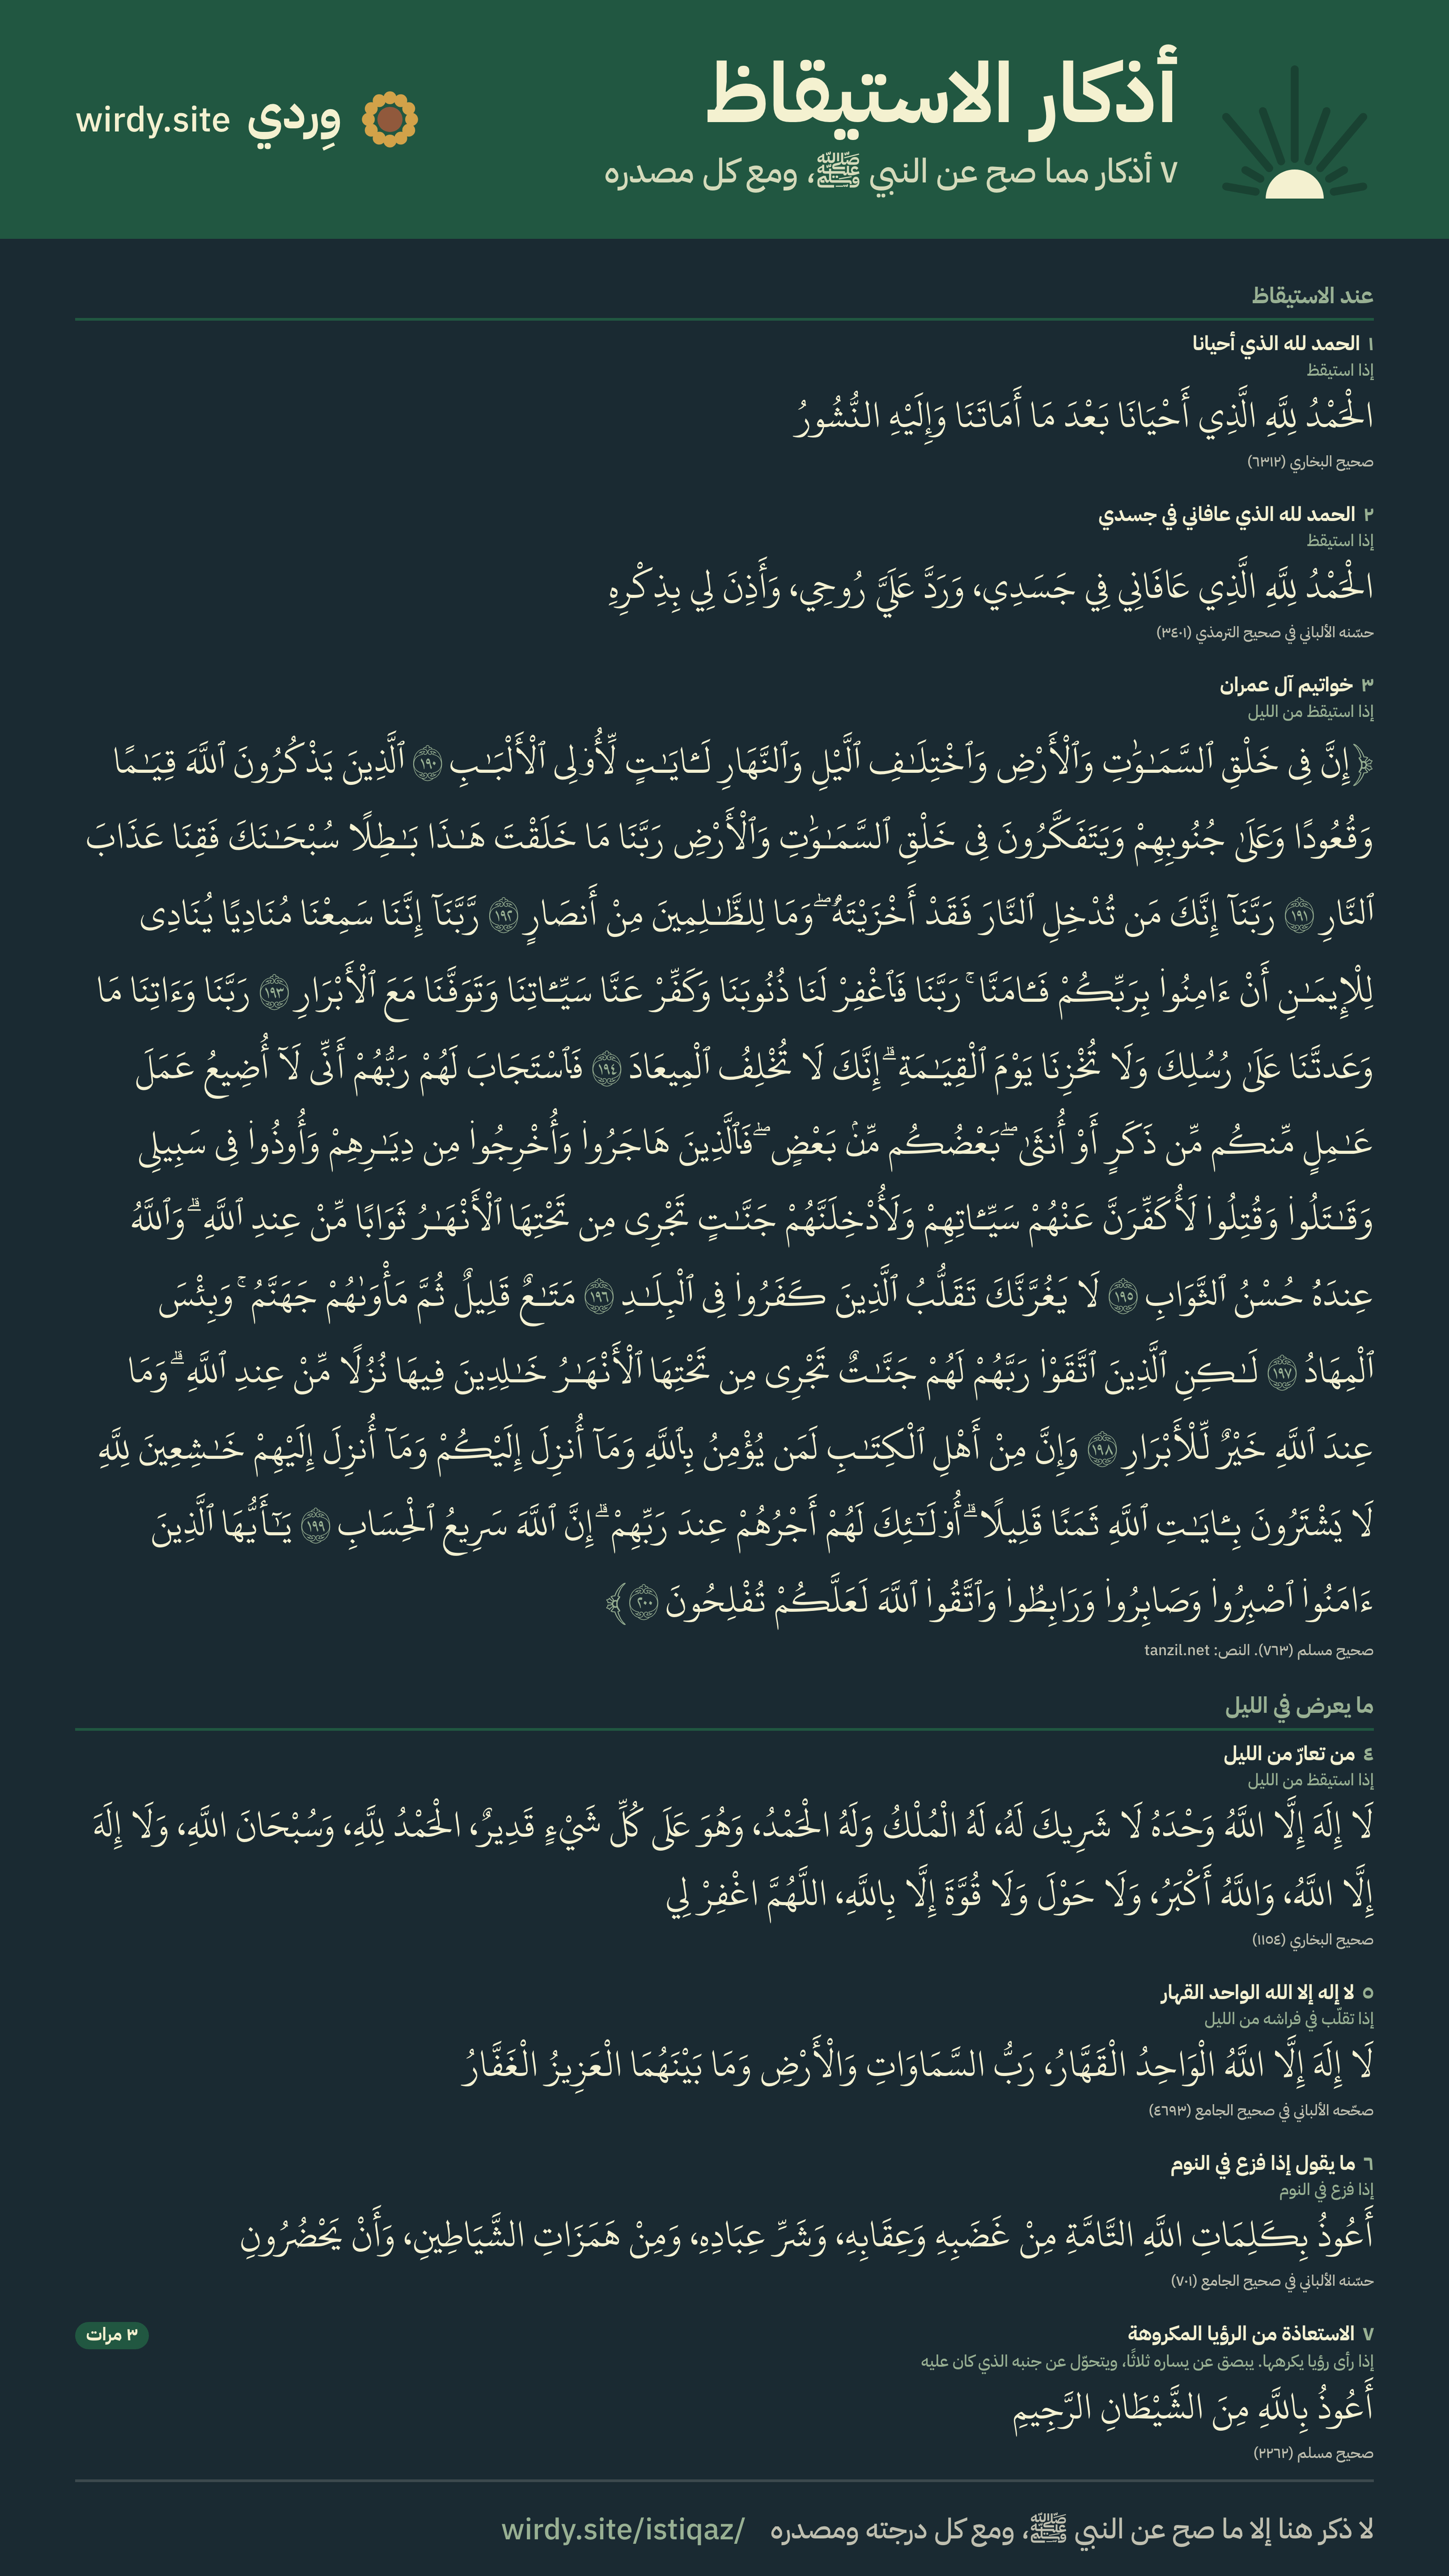 أذكار الاستيقاظ
٧ أذكار مما صح عن النبي ﷺ، ومع كل مصدره
وِردي wirdy.site
عند الاستيقاظ
١ الحمد لله الذي أحيانا
إذا استيقظ
الْحَمْدُ لِلَّهِ الَّذِي أَحْيَانَا بَعْدَ مَا أَمَاتَنَا وَإِلَيْهِ النُّشُورُ
صحيح البخاري (٦٣١٢)
٢ الحمد لله الذي عافاني في جسدي
إذا استيقظ
الْحَمْدُ لِلَّهِ الَّذِي عَافَانِي فِي جَسَدِي، وَرَدَّ عَلَيَّ رُوحِي، وَأَذِنَ لِي بِذِكْرِهِ
حسّنه الألباني في صحيح الترمذي (٣٤٠١)
٣ خواتيم آل عمران
إذا استيقظ من الليل
﴿إِنَّ فِى خَلْقِ ٱلسَّمَـٰوَٰتِ وَٱلْأَرْضِ وَٱخْتِلَـٰفِ ٱلَّيْلِ وَٱلنَّهَارِ لَـَٔايَـٰتٍ لِّأُو۟لِى ٱلْأَلْبَـٰبِ ١٩٠ ٱلَّذِينَ يَذْكُرُونَ ٱللَّهَ قِيَـٰمًا
وَقُعُودًا وَعَلَىٰ جُنُوبِهِمْ وَيَتَفَكَّرُونَ فِى خَلْقِ ٱلسَّمَـٰوَٰتِ وَٱلْأَرْضِ رَبَّنَا مَا خَلَقْتَ هَـٰذَا بَـٰطِلًا سُبْحَـٰنَكَ فَقِنَا عَذَابَ
ٱلنَّارِ ١٩١ رَبَّنَآ إِنَّكَ مَن تُدْخِلِ ٱلنَّارَ فَقَدْ أَخْزَيْتَهُۥ ۖ وَمَا لِلظَّـٰلِمِينَ مِنْ أَنصَارٍ ١٩٢ رَّبَّنَآ إِنَّنَا سَمِعْنَا مُنَادِيًا يُنَادِى
لِلْإِيمَـٰنِ أَنْ ءَامِنُوا۟ بِرَبِّكُمْ فَـَٔامَنَّا ۚ رَبَّنَا فَٱغْفِرْ لَنَا ذُنُوبَنَا وَكَفِّرْ عَنَّا سَيِّـَٔاتِنَا وَتَوَفَّنَا مَعَ ٱلْأَبْرَارِ ١٩٣ رَبَّنَا وَءَاتِنَا مَا
وَعَدتَّنَا عَلَىٰ رُسُلِكَ وَلَا تُخْزِنَا يَوْمَ ٱلْقِيَـٰمَةِ ۗ إِنَّكَ لَا تُخْلِفُ ٱلْمِيعَادَ ١٩٤ فَٱسْتَجَابَ لَهُمْ رَبُّهُمْ أَنِّى لَآ أُضِيعُ عَمَلَ
عَـٰمِلٍ مِّنكُم مِّن ذَكَرٍ أَوْ أُنثَىٰ ۖ بَعْضُكُم مِّنۢ بَعْضٍ ۖ فَٱلَّذِينَ هَاجَرُوا۟ وَأُخْرِجُوا۟ مِن دِيَـٰرِهِمْ وَأُوذُوا۟ فِى سَبِيلِى
وَقَـٰتَلُوا۟ وَقُتِلُوا۟ لَأُكَفِّرَنَّ عَنْهُمْ سَيِّـَٔاتِهِمْ وَلَأُدْخِلَنَّهُمْ جَنَّـٰتٍ تَجْرِى مِن تَحْتِهَا ٱلْأَنْهَـٰرُ ثَوَابًا مِّنْ عِندِ ٱللَّهِ ۗ وَٱللَّهُ
عِندَهُۥ حُسْنُ ٱلثَّوَابِ ١٩٥ لَا يَغُرَّنَّكَ تَقَلُّبُ ٱلَّذِينَ كَفَرُوا۟ فِى ٱلْبِلَـٰدِ ١٩٦ مَتَـٰعٌ قَلِيلٌ ثُمَّ مَأْوَىٰهُمْ جَهَنَّمُ ۚ وَبِئْسَ
ٱلْمِهَادُ ١٩٧ لَـٰكِنِ ٱلَّذِينَ ٱتَّقَوْا۟ رَبَّهُمْ لَهُمْ جَنَّـٰتٌ تَجْرِى مِن تَحْتِهَا ٱلْأَنْهَـٰرُ خَـٰلِدِينَ فِيهَا نُزُلًا مِّنْ عِندِ ٱللَّهِ ۗ وَمَا
عِندَ ٱللَّهِ خَيْرٌ لِّلْأَبْرَارِ ١٩٨ وَإِنَّ مِنْ أَهْلِ ٱلْكِتَـٰبِ لَمَن يُؤْمِنُ بِٱللَّهِ وَمَآ أُنزِلَ إِلَيْكُمْ وَمَآ أُنزِلَ إِلَيْهِمْ خَـٰشِعِينَ لِلَّهِ
لَا يَشْتَرُونَ بِـَٔايَـٰتِ ٱللَّهِ ثَمَنًا قَلِيلًا ۗ أُو۟لَـٰٓئِكَ لَهُمْ أَجْرُهُمْ عِندَ رَبِّهِمْ ۗ إِنَّ ٱللَّهَ سَرِيعُ ٱلْحِسَابِ ١٩٩ يَـٰٓأَيُّهَا ٱلَّذِينَ
ءَامَنُوا۟ ٱصْبِرُوا۟ وَصَابِرُوا۟ وَرَابِطُوا۟ وَٱتَّقُوا۟ ٱللَّهَ لَعَلَّكُمْ تُفْلِحُونَ ٢٠٠﴾
صحيح مسلم (٧٦٣). النص: tanzil.net
ما يعرض في الليل
٤ من تعارّ من الليل
إذا استيقظ من الليل
لَا إِلَهَ إِلَّا اللَّهُ وَحْدَهُ لَا شَرِيكَ لَهُ، لَهُ الْمُلْكُ وَلَهُ الْحَمْدُ، وَهُوَ عَلَى كُلِّ شَيْءٍ قَدِيرٌ، الْحَمْدُ لِلَّهِ، وَسُبْحَانَ اللَّهِ، وَلَا إِلَهَ
إِلَّا اللَّهُ، وَاللَّهُ أَكْبَرُ، وَلَا حَوْلَ وَلَا قُوَّةَ إِلَّا بِاللَّهِ، اللَّهُمَّ اغْفِرْ لِي
صحيح البخاري (١١٥٤)
٥ لا إله إلا الله الواحد القهار
إذا تقلّب في فراشه من الليل
لَا إِلَهَ إِلَّا اللَّهُ الْوَاحِدُ الْقَهَّارُ، رَبُّ السَّمَاوَاتِ وَالْأَرْضِ وَمَا بَيْنَهُمَا الْعَزِيزُ الْغَفَّارُ
صحّحه الألباني في صحيح الجامع (٤٦٩٣)
٦ ما يقول إذا فزع في النوم
إذا فزع في النوم
أَعُوذُ بِكَلِمَاتِ اللَّهِ التَّامَّةِ مِنْ غَضَبِهِ وَعِقَابِهِ، وَشَرِّ عِبَادِهِ، وَمِنْ هَمَزَاتِ الشَّيَاطِينِ، وَأَنْ يَحْضُرُونِ
حسّنه الألباني في صحيح الجامع (٧٠١)
٧ الاستعاذة من الرؤيا المكروهة
٣ مرات
إذا رأى رؤيا يكرهها. يبصق عن يساره ثلاثًا، ويتحوّل عن جنبه الذي كان عليه
أَعُوذُ بِاللَّهِ مِنَ الشَّيْطَانِ الرَّجِيمِ
صحيح مسلم (٢٢٦٢)
لا ذكر هنا إلا ما صح عن النبي ﷺ، ومع كل درجته ومصدره
wirdy.site/istiqaz/